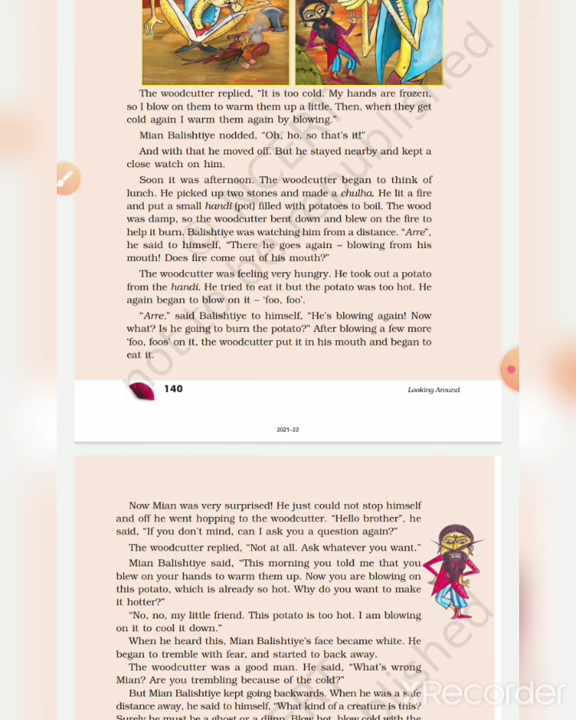 The woodcutter replied, “It is too cold. My hands are frozen,
so I blow on them to warm them up a little. Then, when they get
cold again I warm them again by blowing.”
Mian Balishtiye nodded, “Oh, ho, so that’s it!”
And with that he moved off. But he stayed nearby and kept a
close watch on him.
Soon it was afternoon. The woodcutter began to think of
lunch. He picked up two stones and made a chulha. He lit a fire
and put a small handi (pot) filled with potatoes to boil. The wood
was damp, so the woodcutter bent down and blew on the fire to
help it burn. Balishtiye was watching him from a distance. “Arre”,
he said to himself, “There he goes again – blowing from his
mouth! Does fire come out of his mouth?”
The woodcutter was feeling very hungry. He took out a potato
from the handi. He tried to eat it but the potato was too hot. He
again began to blow on it – ‘foo, foo’.
“Arre,” said Balishtiye to himself, “He’s blowing again! Now
what? Is he going to burn the potato?” After blowing a few more
‘foo, foos’ on it, the woodcutter put it in his mouth and began to
eat it.
140
Looking Around
2021–22
Now Mian was very surprised! He just could not stop himself
and off he went hopping to the woodcutter. “Hello brother”, he
said, “If you don’t mind, can I ask you a question again?”
The woodcutter replied, “Not at all. Ask whatever you want.”
Mian Balishtiye said, “This morning you told me that you
blew on your hands to warm them up. Now you are blowing on
this potato, which is already so hot. Why do you want to make
it hotter?”
“No, no, my little friend. This potato is too hot. I am blowing
on it to cool it down.”
When he heard this, Mian Balishtiye’s face became white. He
began to tremble with fear, and started to back away.
The woodcutter was a good man. He said, “What’s wrong
Mian? Are you trembling because of the cold?”
But Mian Balishtiye kept going backwards. When he was a safe
distance away, he said to himself, “What kind of a creature is this?
Surely he must be a ghost or a djinn. Blow hot, blow cold with the
not to be republished
published
Recorder